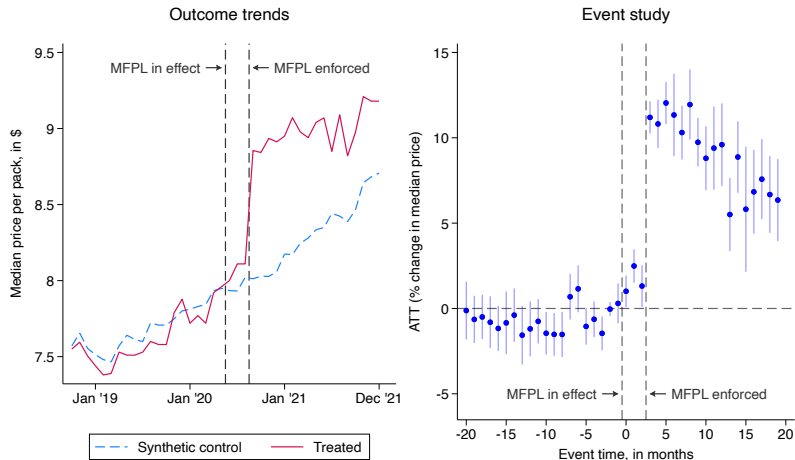 Outcome trends
9.5
9
8.5
8
7.5
Median price per pack, in $
MFPL in effect
MFPL enforced
Jan '19
Jan '20
Jan '21
Dec '21
Synthetic control
Treated
Event study
15
10
5
0
-5
ATT (% change in median price)
MFPL in effect
MFPL enforced
-20
-15
-10
-5
0
5
10
15
20
Event time, in months